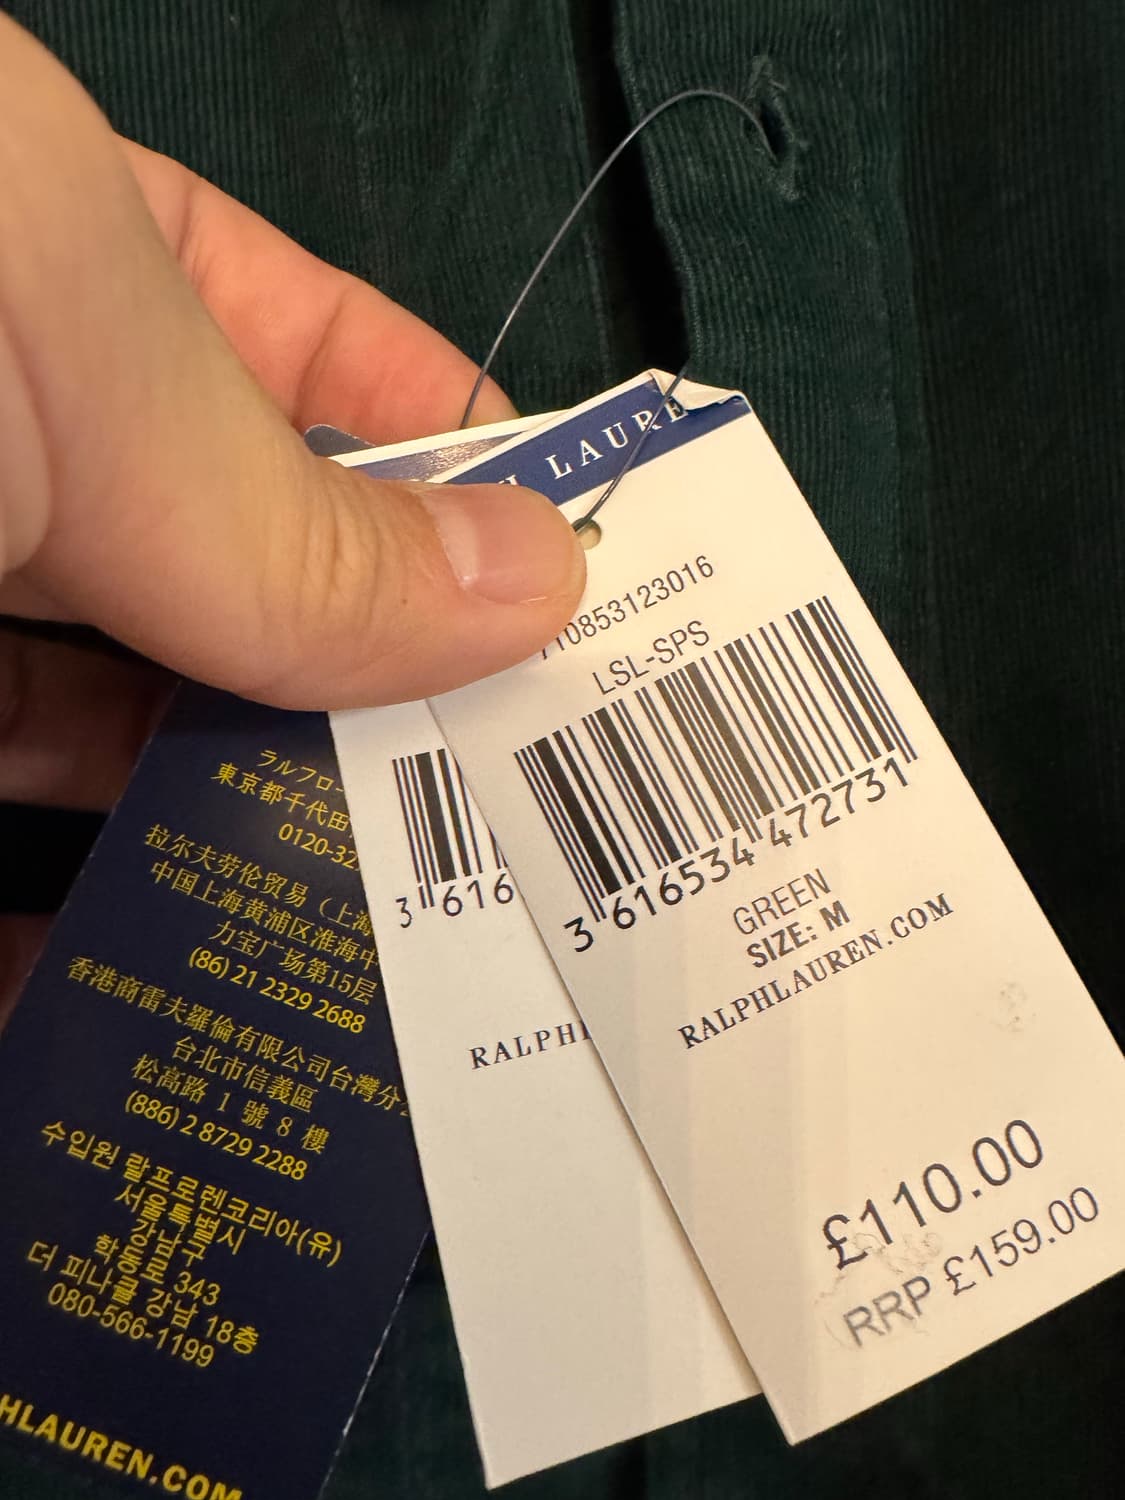 LAURE
10853123016
LSL-SPS
3 616534 472731
GREEN
SIZE: M
RALPHLAUREN.COM
£110.00
RRP £159.00
3 616
RALPH
ラルフロー
東京都千代田
0120-32
拉尔夫劳伦贸易（上海
中国上海黄浦区淮海中
力宝广场第15层
(86) 21 2329 2688
香港商雷夫羅倫有限公司台灣分
台北市信義區
松高路 1 號 8 樓
(886) 2 8729 2288
수입원 랄프로렌코리아(유)
서울특별시
강남구
학동로 343
더 피나클 강남 18층
080-566-1199
HLAUREN.COM